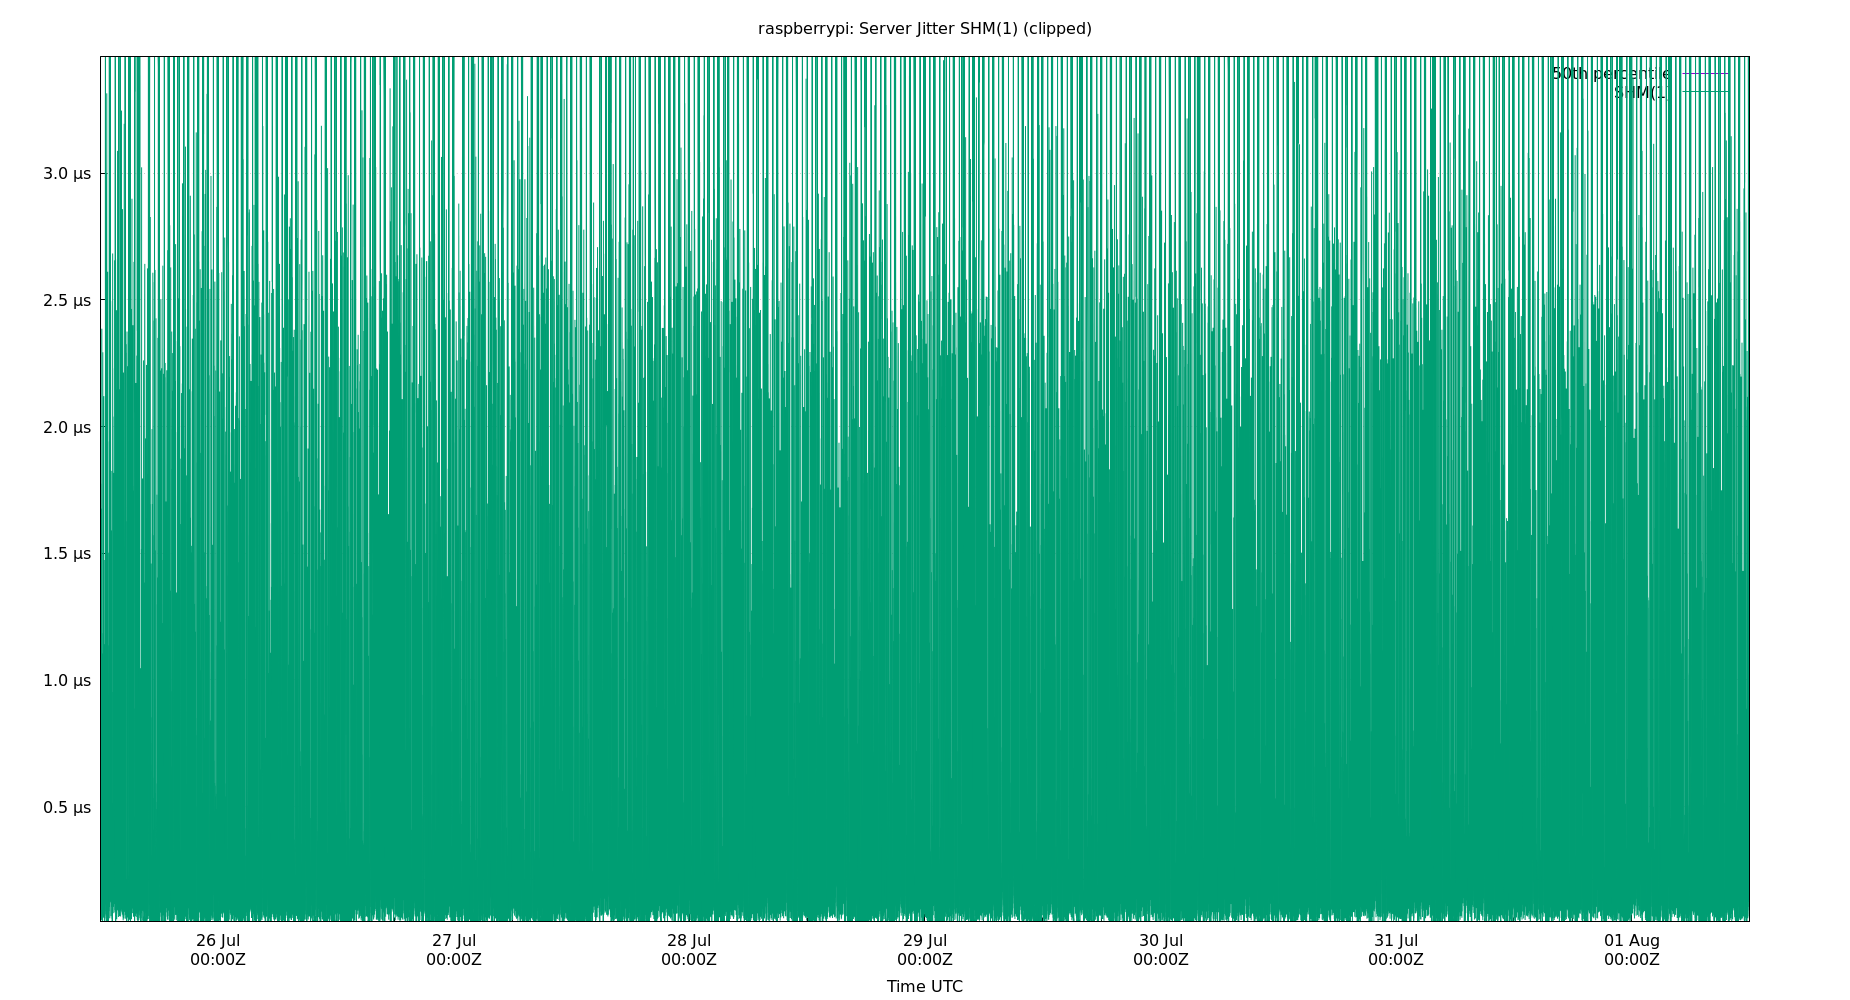 raspberrypi: Server Jitter SHM(1) (clipped)
50th percentile
SHM(1)
3.0 μs
2.5 μs
2.0 μs
1.5 μs
1.0 μs
0.5 μs
26 Jul
00:00Z
27 Jul
00:00Z
28 Jul
00:00Z
29 Jul
00:00Z
30 Jul
00:00Z
31 Jul
00:00Z
01 Aug
00:00Z
Time UTC